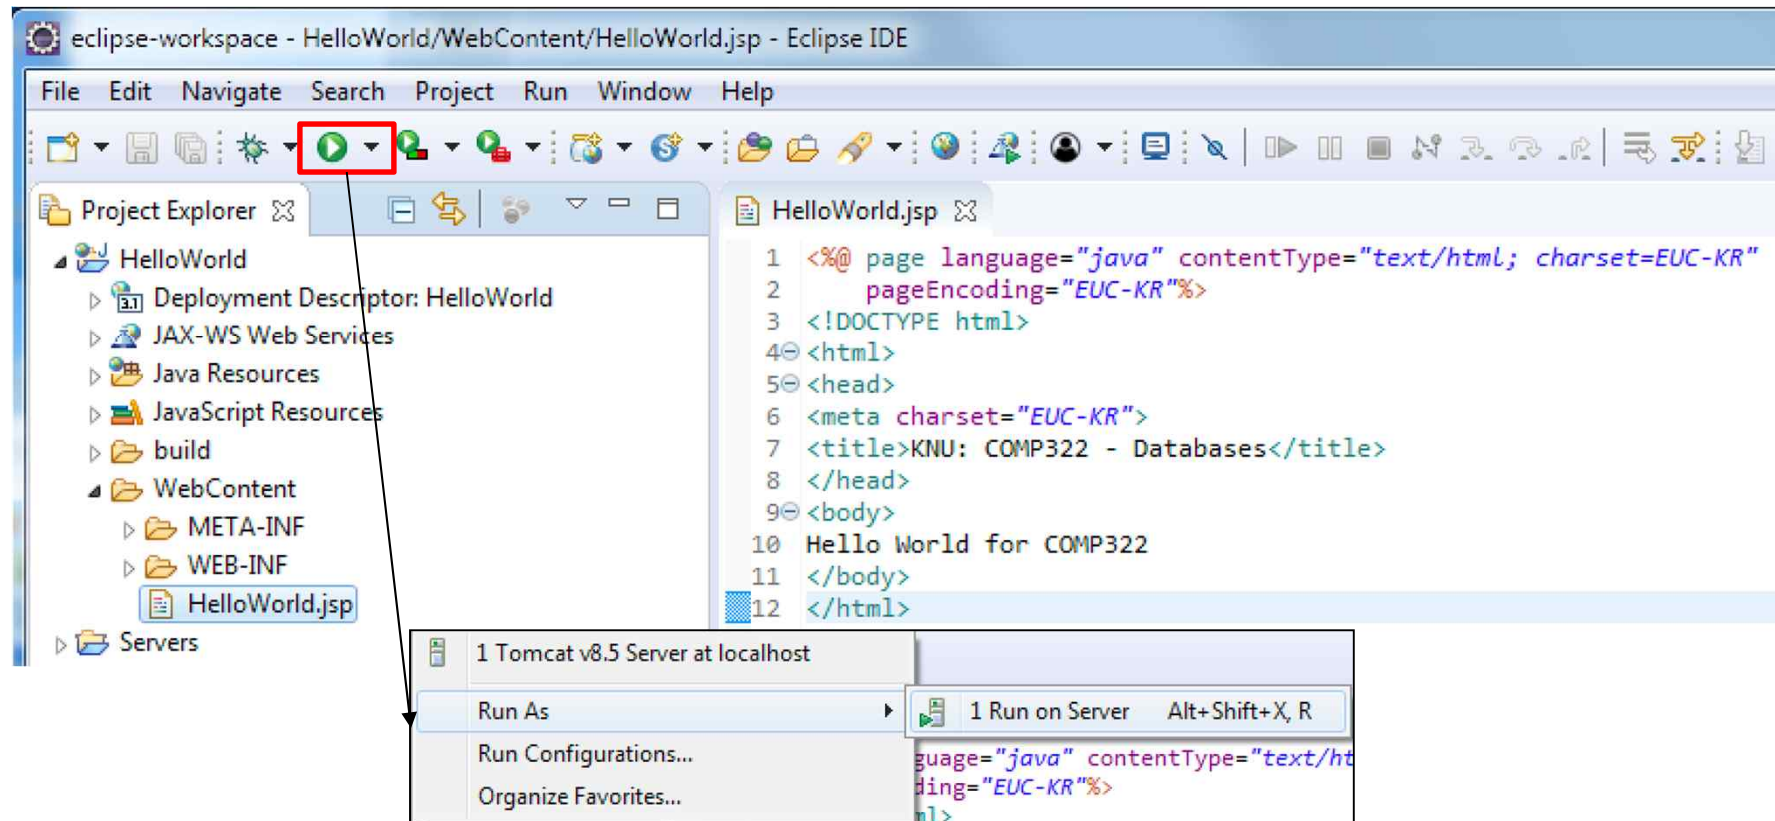 eclipse-workspace - HelloWorld/WebContent/HelloWorld.jsp - Eclipse IDE
File Edit Navigate Search Project Run Window Help
Project Explorer
HelloWorld
3.1 Deployment Descriptor: HelloWorld
JAX-WS Web Services
Java Resources
JavaScript Resources
build
WebContent
META-INF
WEB-INF
HelloWorld.jsp
Servers
HelloWorld.jsp
1 <%@ page language="java" contentType="text/html; charset=EUC-KR"
2 pageEncoding="EUC-KR"%>
3 <!DOCTYPE html>
4 <html>
5 <head>
6 <meta charset="EUC-KR">
7 <title>KNU: COMP322 - Databases</title>
8 </head>
9 <body>
10 Hello World for COMP322
11 </body>
12 </html>
1 Tomcat v8.5 Server at localhost
Run As
1 Run on Server Alt+Shift+X, R
Run Configurations...
Organize Favorites...
guage="java" contentType="text/ht
ding="EUC-KR"%>